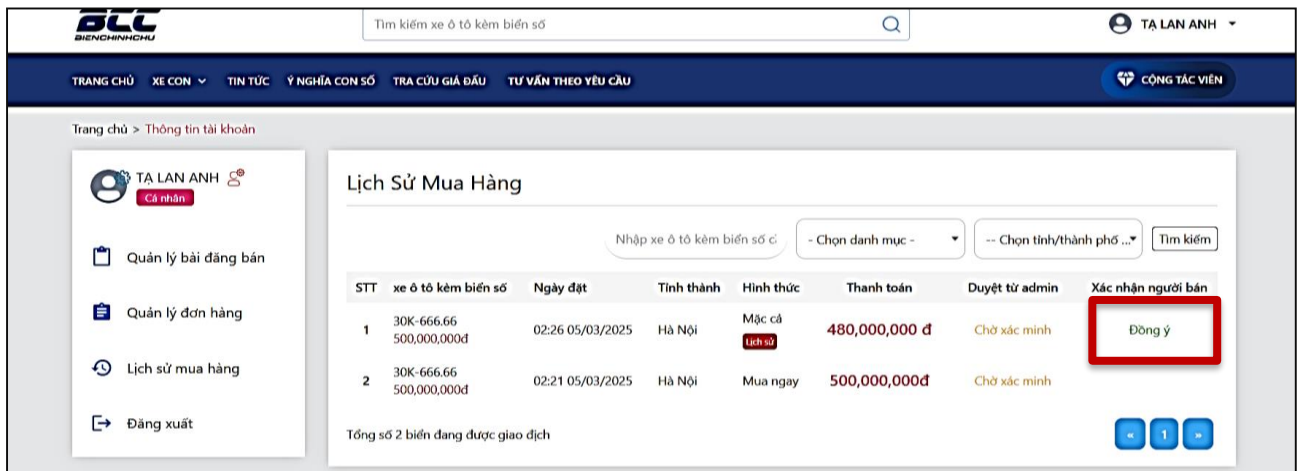 BCC
BIENCHINHCHU
Tìm kiếm xe ô tô kèm biển số
TẠ LAN ANH
TRANG CHỦ XE CON TIN TỨC Ý NGHĨA CON SỐ TRA CỨU GIÁ ĐẤU TƯ VẤN THEO YÊU CẦU
CỘNG TÁC VIÊN
Trang chủ > Thông tin tài khoản
TẠ LAN ANH
Cá nhân
Quản lý bài đăng bán
Quản lý đơn hàng
Lịch sử mua hàng
Đăng xuất
Lịch Sử Mua Hàng
Nhập xe ô tô kèm biển số c - Chọn danh mục - -- Chọn tỉnh/thành phố ... Tìm kiếm
STT xe ô tô kèm biển số Ngày đặt Tỉnh thành Hình thức Thanh toán Duyệt từ admin Xác nhận người bán
1 30K-666.66 02:26 05/03/2025 Hà Nội Mặc cả 480,000,000 đ Chờ xác minh Đồng ý
500,000,000đ Lịch sử
2 30K-666.66 02:21 05/03/2025 Hà Nội Mua ngay 500,000,000đ Chờ xác minh
500,000,000đ
Tổng số 2 biển đang được giao dịch
« 1 »